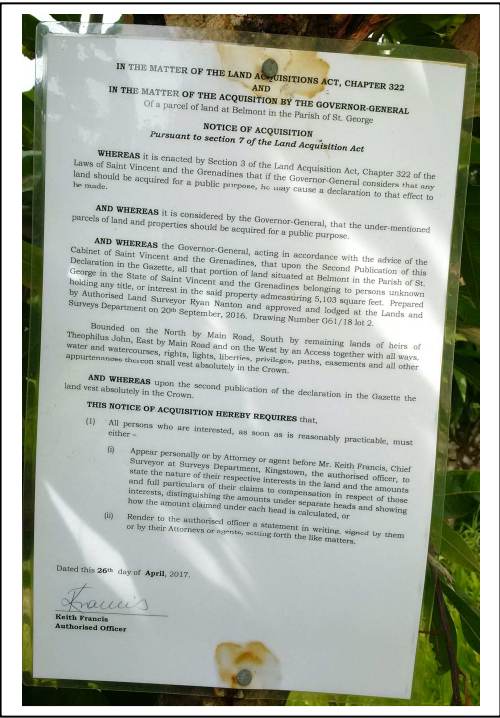 IN THE MATTER OF THE LAND ACQUISITIONS ACT, CHAPTER 322
AND
IN THE MATTER OF THE ACQUISITION BY THE GOVERNOR-GENERAL
Of a parcel of land at Belmont in the Parish of St. George
NOTICE OF ACQUISITION
Pursuant to section 7 of the Land Acquisition Act
WHEREAS it is enacted by Section 3 of the Land Acquisition Act, Chapter 322 of the
Laws of Saint Vincent and the Grenadines that if the Governor-General considers that any
land should be acquired for a public purpose, he may cause a declaration to that effect to
be made.
AND WHEREAS it is considered by the Governor-General, that the under-mentioned
parcels of land and properties should be acquired for a public purpose.
AND WHEREAS the Governor-General, acting in accordance with the advice of the
Cabinet of Saint Vincent and the Grenadines, that upon the Second Publication of this
Declaration in the Gazette, all that portion of land situated at Belmont in the Parish of St.
George in the State of Saint Vincent and the Grenadines belonging to persons unknown
holding any title, or interest in the said property admeasuring 5,103 square feet. Prepared
by Authorised Land Surveyor Ryan Nanton and approved and lodged at the Lands and
Surveys Department on 20th September, 2016. Drawing Number G61/18 lot 2.
Bounded on the North by Main Road, South by remaining lands of heirs of
Theophilus John, East by Main Road and on the West by an Access together with all ways,
water and watercourses, rights, lights, liberties, privileges, paths, easements and all other
appurtenances thereon shall vest absolutely in the Crown.
AND WHEREAS upon the second publication of the declaration in the Gazette the
land vest absolutely in the Crown.
THIS NOTICE OF ACQUISITION HEREBY REQUIRES that,
(1) All persons who are interested, as soon as is reasonably practicable, must
either –
(i) Appear personally or by Attorney or agent before Mr. Keith Francis, Chief
Surveyor at Surveys Department, Kingstown, the authorised officer, to
state the nature of their respective interests in the land and the amounts
and full particulars of their claims to compensation in respect of those
interests, distinguishing the amounts under separate heads and showing
how the amount claimed under each head is calculated, or
(ii) Render to the authorised officer a statement in writing, signed by them
or by their Attorneys or agents, setting forth the like matters.
Dated this 26th day of April, 2017.
KFrancis
Keith Francis
Authorised Officer